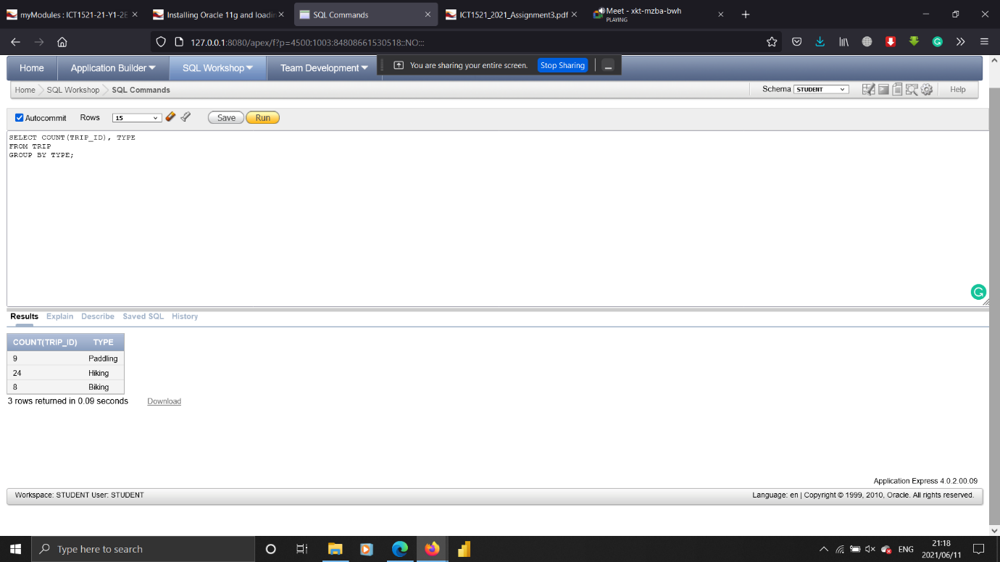 myModules : ICT1521-21-Y1-2E
Installing Oracle 11g and loadin
SQL Commands
ICT1521_2021_Assignment3.pdf
Meet - xkt-mzba-bwh
PLAYING
127.0.0.1:8080/apex/f?p=4500:1003:84808661530518::NO:::
Home Application Builder SQL Workshop Team Development
You are sharing your entire screen. Stop Sharing
Home SQL Workshop SQL Commands
Schema STUDENT Help
Autocommit Rows 15 Save Run
SELECT COUNT(TRIP_ID), TYPE
FROM TRIP
GROUP BY TYPE;
Results Explain Describe Saved SQL History
COUNT(TRIP_ID) TYPE
9 Paddling
24 Hiking
8 Biking
3 rows returned in 0.09 seconds Download
Application Express 4.0.2.00.09
Workspace: STUDENT User: STUDENT
Language: en | Copyright © 1999, 2010, Oracle. All rights reserved.
Type here to search
ENG
21:18
2021/06/11